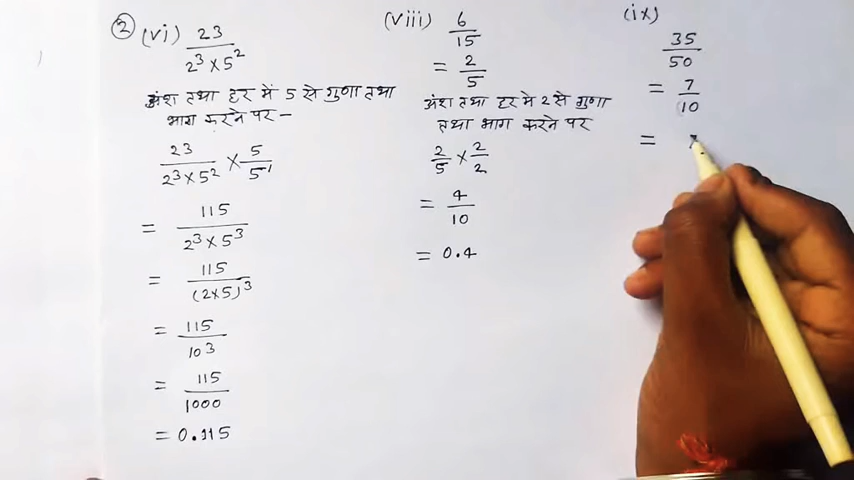 ② (vi) 23 / 2³ × 5²
अंश तथा हर में 5 से गुणा तथा
भाग करने पर –
23 / 2³ × 5² × 5 / 5¹
= 115 / 2³ × 5³
= 115 / (2×5)³
= 115 / 10³
= 115 / 1000
= 0.115
(viii) 6 / 15
= 2 / 5
अंश तथा हर मे 2 से गुणा
तथा भाग करने पर
2 / 5 × 2 / 2
= 4 / 10
= 0.4
(ix)
35 / 50
= 7 / 10
=